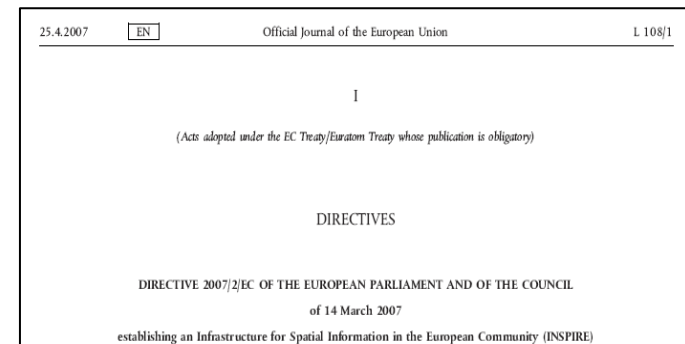 25.4.2007 EN Official Journal of the European Union L 108/1
I
(Acts adopted under the EC Treaty/Euratom Treaty whose publication is obligatory)
DIRECTIVES
DIRECTIVE 2007/2/EC OF THE EUROPEAN PARLIAMENT AND OF THE COUNCIL
of 14 March 2007
establishing an Infrastructure for Spatial Information in the European Community (INSPIRE)